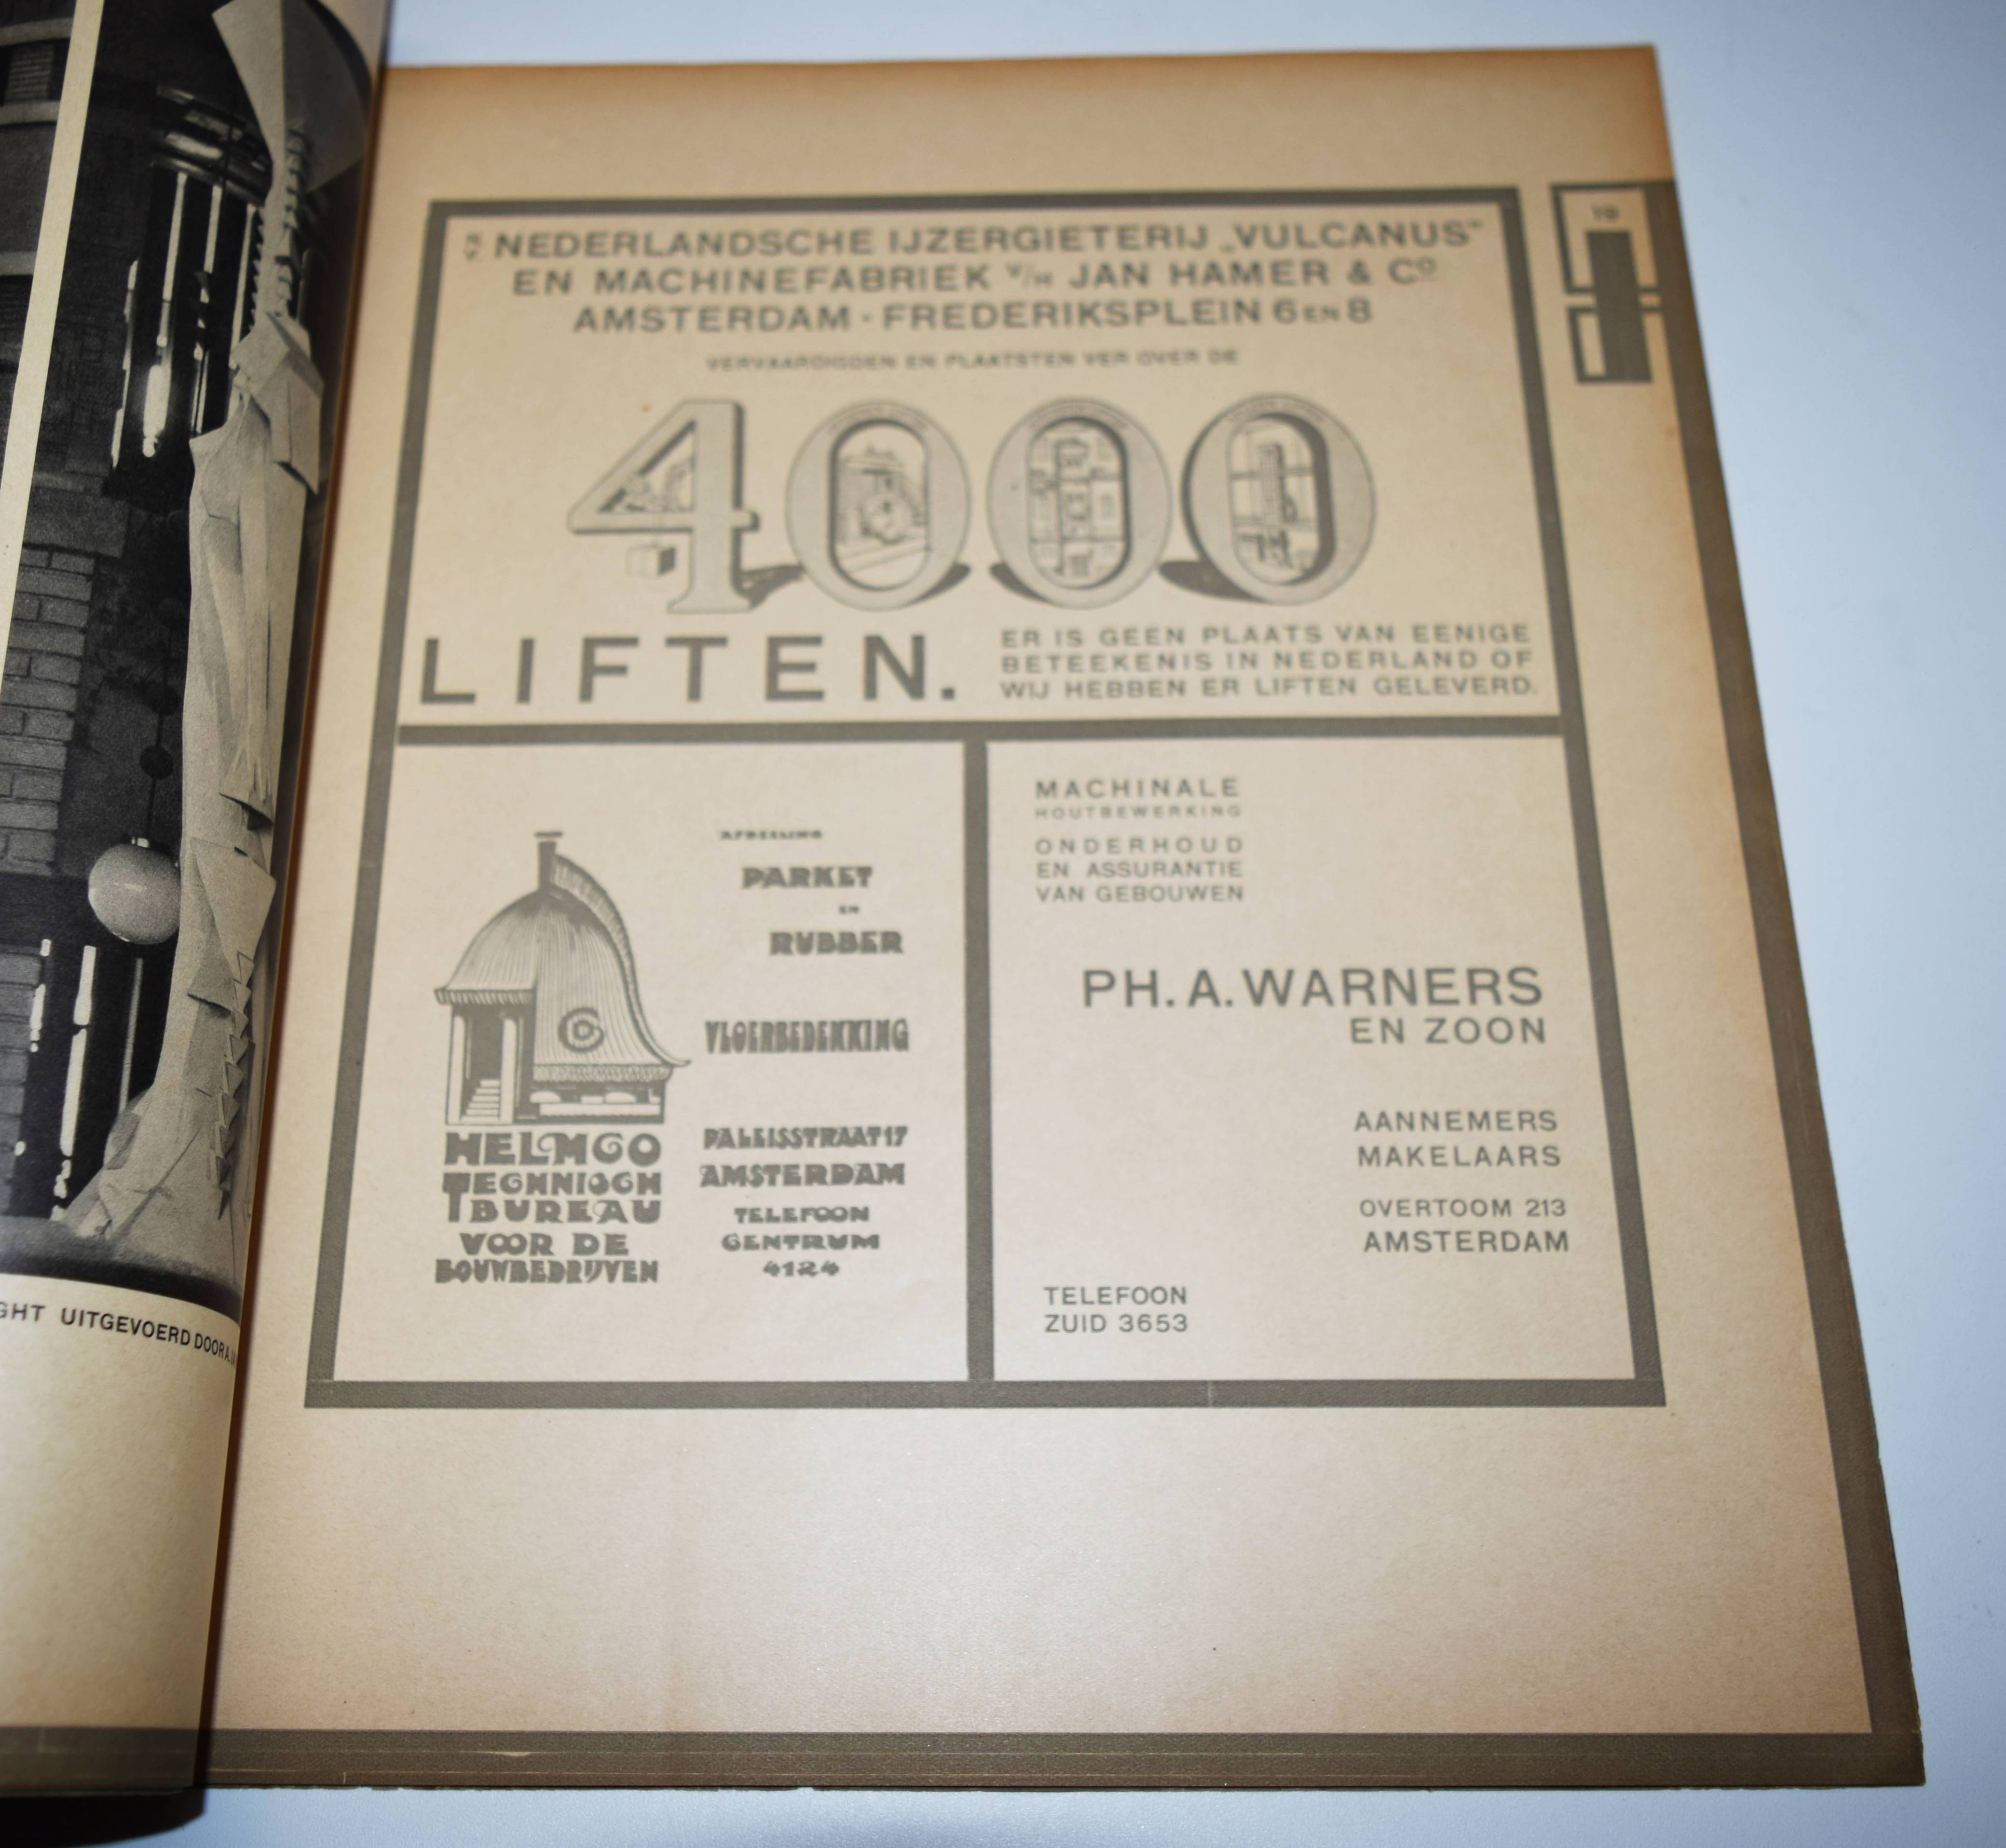 GHT UITGEVOERD DOOR A.
19
N.V. NEDERLANDSCHE IJZERGIETERIJ „VULCANUS"
EN MACHINEFABRIEK V/H JAN HAMER & CO
AMSTERDAM · FREDERIKSPLEIN 6 EN 8
VERVAARDIGDEN EN PLAATSTEN VER OVER DE
4000
LIFTEN.
ER IS GEEN PLAATS VAN EENIGE
BETEEKENIS IN NEDERLAND OF
WIJ HEBBEN ER LIFTEN GELEVERD.
HELMGO
TECHNISCH
BUREAU
VOOR DE
BOUWBEDRIJVEN
AFDEELING
PARKET
EN
RUBBER
VLOERBEDEKKING
PALEISSTRAAT 17
AMSTERDAM
TELEFOON
CENTRUM
4124
MACHINALE
HOUTBEWERKING
ONDERHOUD
EN ASSURANTIE
VAN GEBOUWEN
PH. A. WARNERS
EN ZOON
AANNEMERS
MAKELAARS
OVERTOOM 213
AMSTERDAM
TELEFOON
ZUID 3653